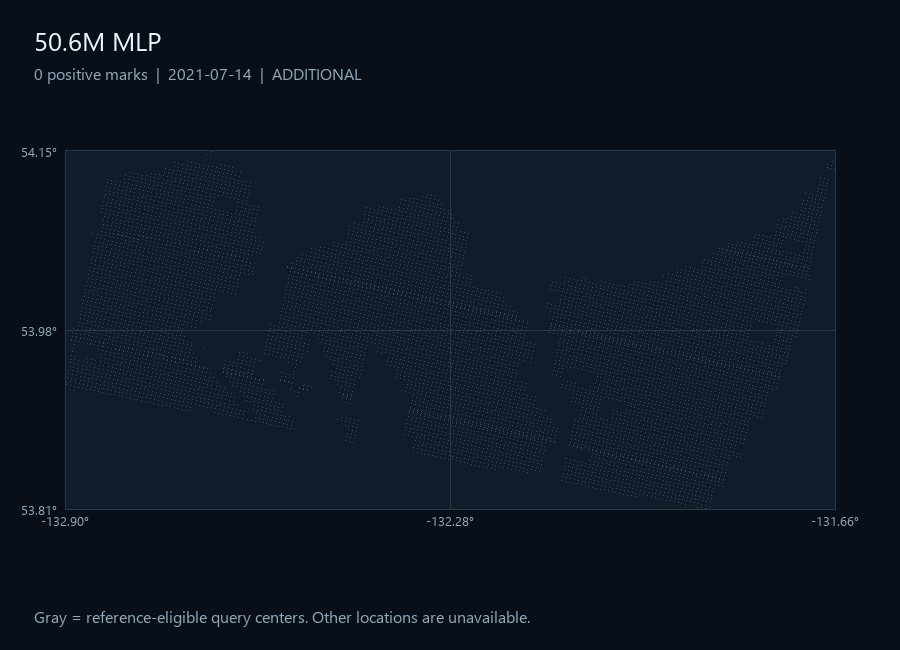 50.6M MLP
0 positive marks | 2021-07-14 | ADDITIONAL
54.15°
53.98°
53.81°
-132.90°
-132.28°
-131.66°
Gray = reference-eligible query centers. Other locations are unavailable.